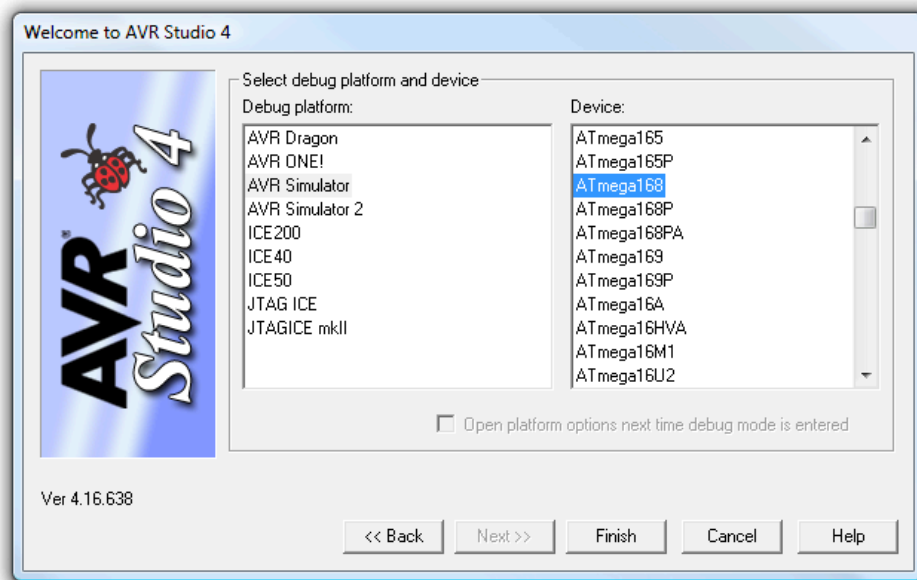 Welcome to AVR Studio 4
AVR® Studio 4
Select debug platform and device
Debug platform:
AVR Dragon
AVR ONE!
AVR Simulator
AVR Simulator 2
ICE200
ICE40
ICE50
JTAG ICE
JTAGICE mkII
Device:
ATmega165
ATmega165P
ATmega168
ATmega168P
ATmega168PA
ATmega169
ATmega169P
ATmega16A
ATmega16HVA
ATmega16M1
ATmega16U2
Open platform options next time debug mode is entered
Ver 4.16.638
<< Back
Next >>
Finish
Cancel
Help